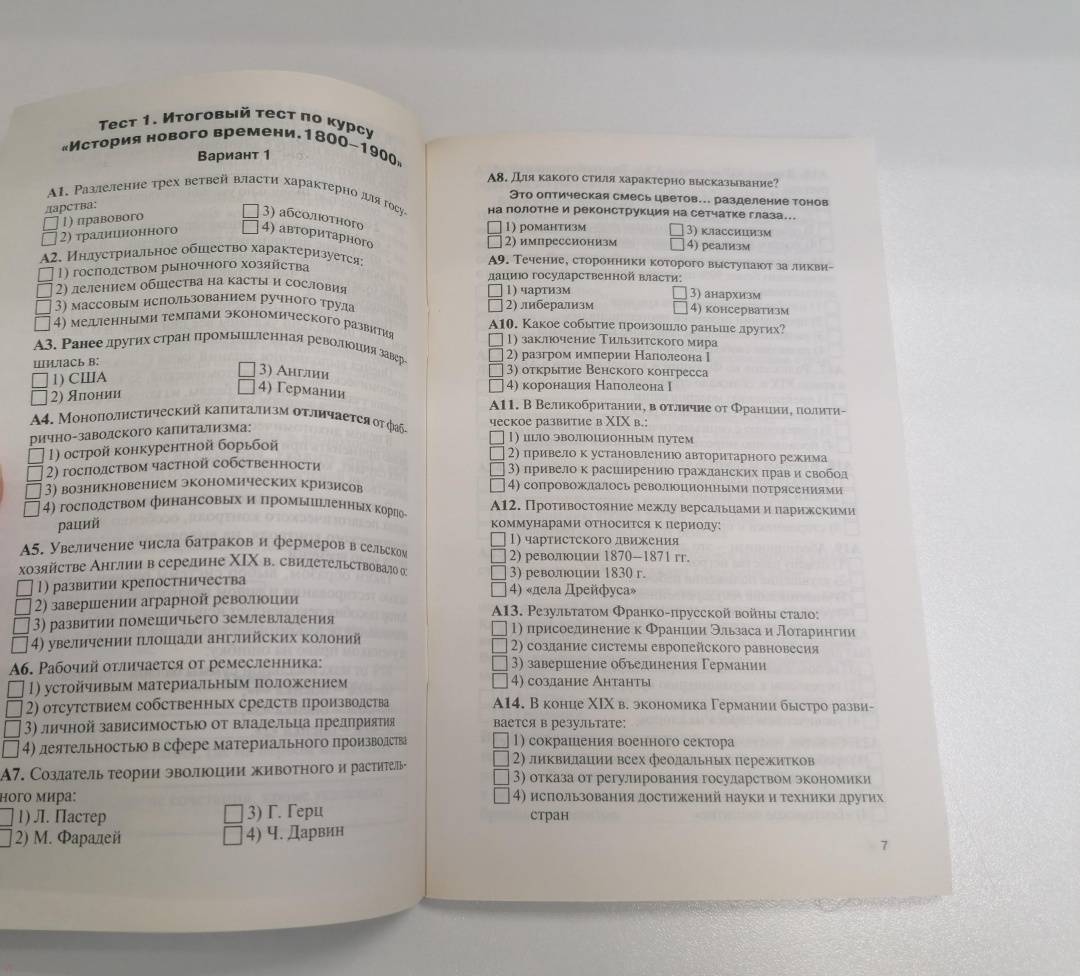 Тест 1. Итоговый тест по курсу
«История нового времени. 1800–1900»
Вариант 1
А1. Разделение трех ветвей власти характерно для госу-
дарства:
1) правового
3) абсолютного
2) традиционного
4) авторитарного
А2. Индустриальное общество характеризуется:
1) господством рыночного хозяйства
2) делением общества на касты и сословия
3) массовым использованием ручного труда
4) медленными темпами экономического развития
А3. Ранее других стран промышленная революция завер-
шилась в:
1) США
3) Англии
2) Японии
4) Германии
А4. Монополистический капитализм отличается от фаб-
рично-заводского капитализма:
1) острой конкурентной борьбой
2) господством частной собственности
3) возникновением экономических кризисов
4) господством финансовых и промышленных корпо-
раций
А5. Увеличение числа батраков и фермеров в сельском
хозяйстве Англии в середине XIX в. свидетельствовало о:
1) развитии крепостничества
2) завершении аграрной революции
3) развитии помещичьего землевладения
4) увеличении площади английских колоний
А6. Рабочий отличается от ремесленника:
1) устойчивым материальным положением
2) отсутствием собственных средств производства
3) личной зависимостью от владельца предприятия
4) деятельностью в сфере материального производства
А7. Создатель теории эволюции животного и раститель-
ного мира:
1) Л. Пастер
3) Г. Герц
2) М. Фарадей
4) Ч. Дарвин
А8. Для какого стиля характерно высказывание?
Это оптическая смесь цветов... разделение тонов
на полотне и реконструкция на сетчатке глаза...
1) романтизм
3) классицизм
2) импрессионизм
4) реализм
А9. Течение, сторонники которого выступают за ликви-
дацию государственной власти:
1) чартизм
3) анархизм
2) либерализм
4) консерватизм
А10. Какое событие произошло раньше других?
1) заключение Тильзитского мира
2) разгром империи Наполеона I
3) открытие Венского конгресса
4) коронация Наполеона I
А11. В Великобритании, в отличие от Франции, полити-
ческое развитие в XIX в.:
1) шло эволюционным путем
2) привело к установлению авторитарного режима
3) привело к расширению гражданских прав и свобод
4) сопровождалось революционными потрясениями
А12. Противостояние между версальцами и парижскими
коммунарами относится к периоду:
1) чартистского движения
2) революции 1870–1871 гг.
3) революции 1830 г.
4) «дела Дрейфуса»
А13. Результатом Франко-прусской войны стало:
1) присоединение к Франции Эльзаса и Лотарингии
2) создание системы европейского равновесия
3) завершение объединения Германии
4) создание Антанты
А14. В конце XIX в. экономика Германии быстро разви-
вается в результате:
1) сокращения военного сектора
2) ликвидации всех феодальных пережитков
3) отказа от регулирования государством экономики
4) использования достижений науки и техники других
стран
7